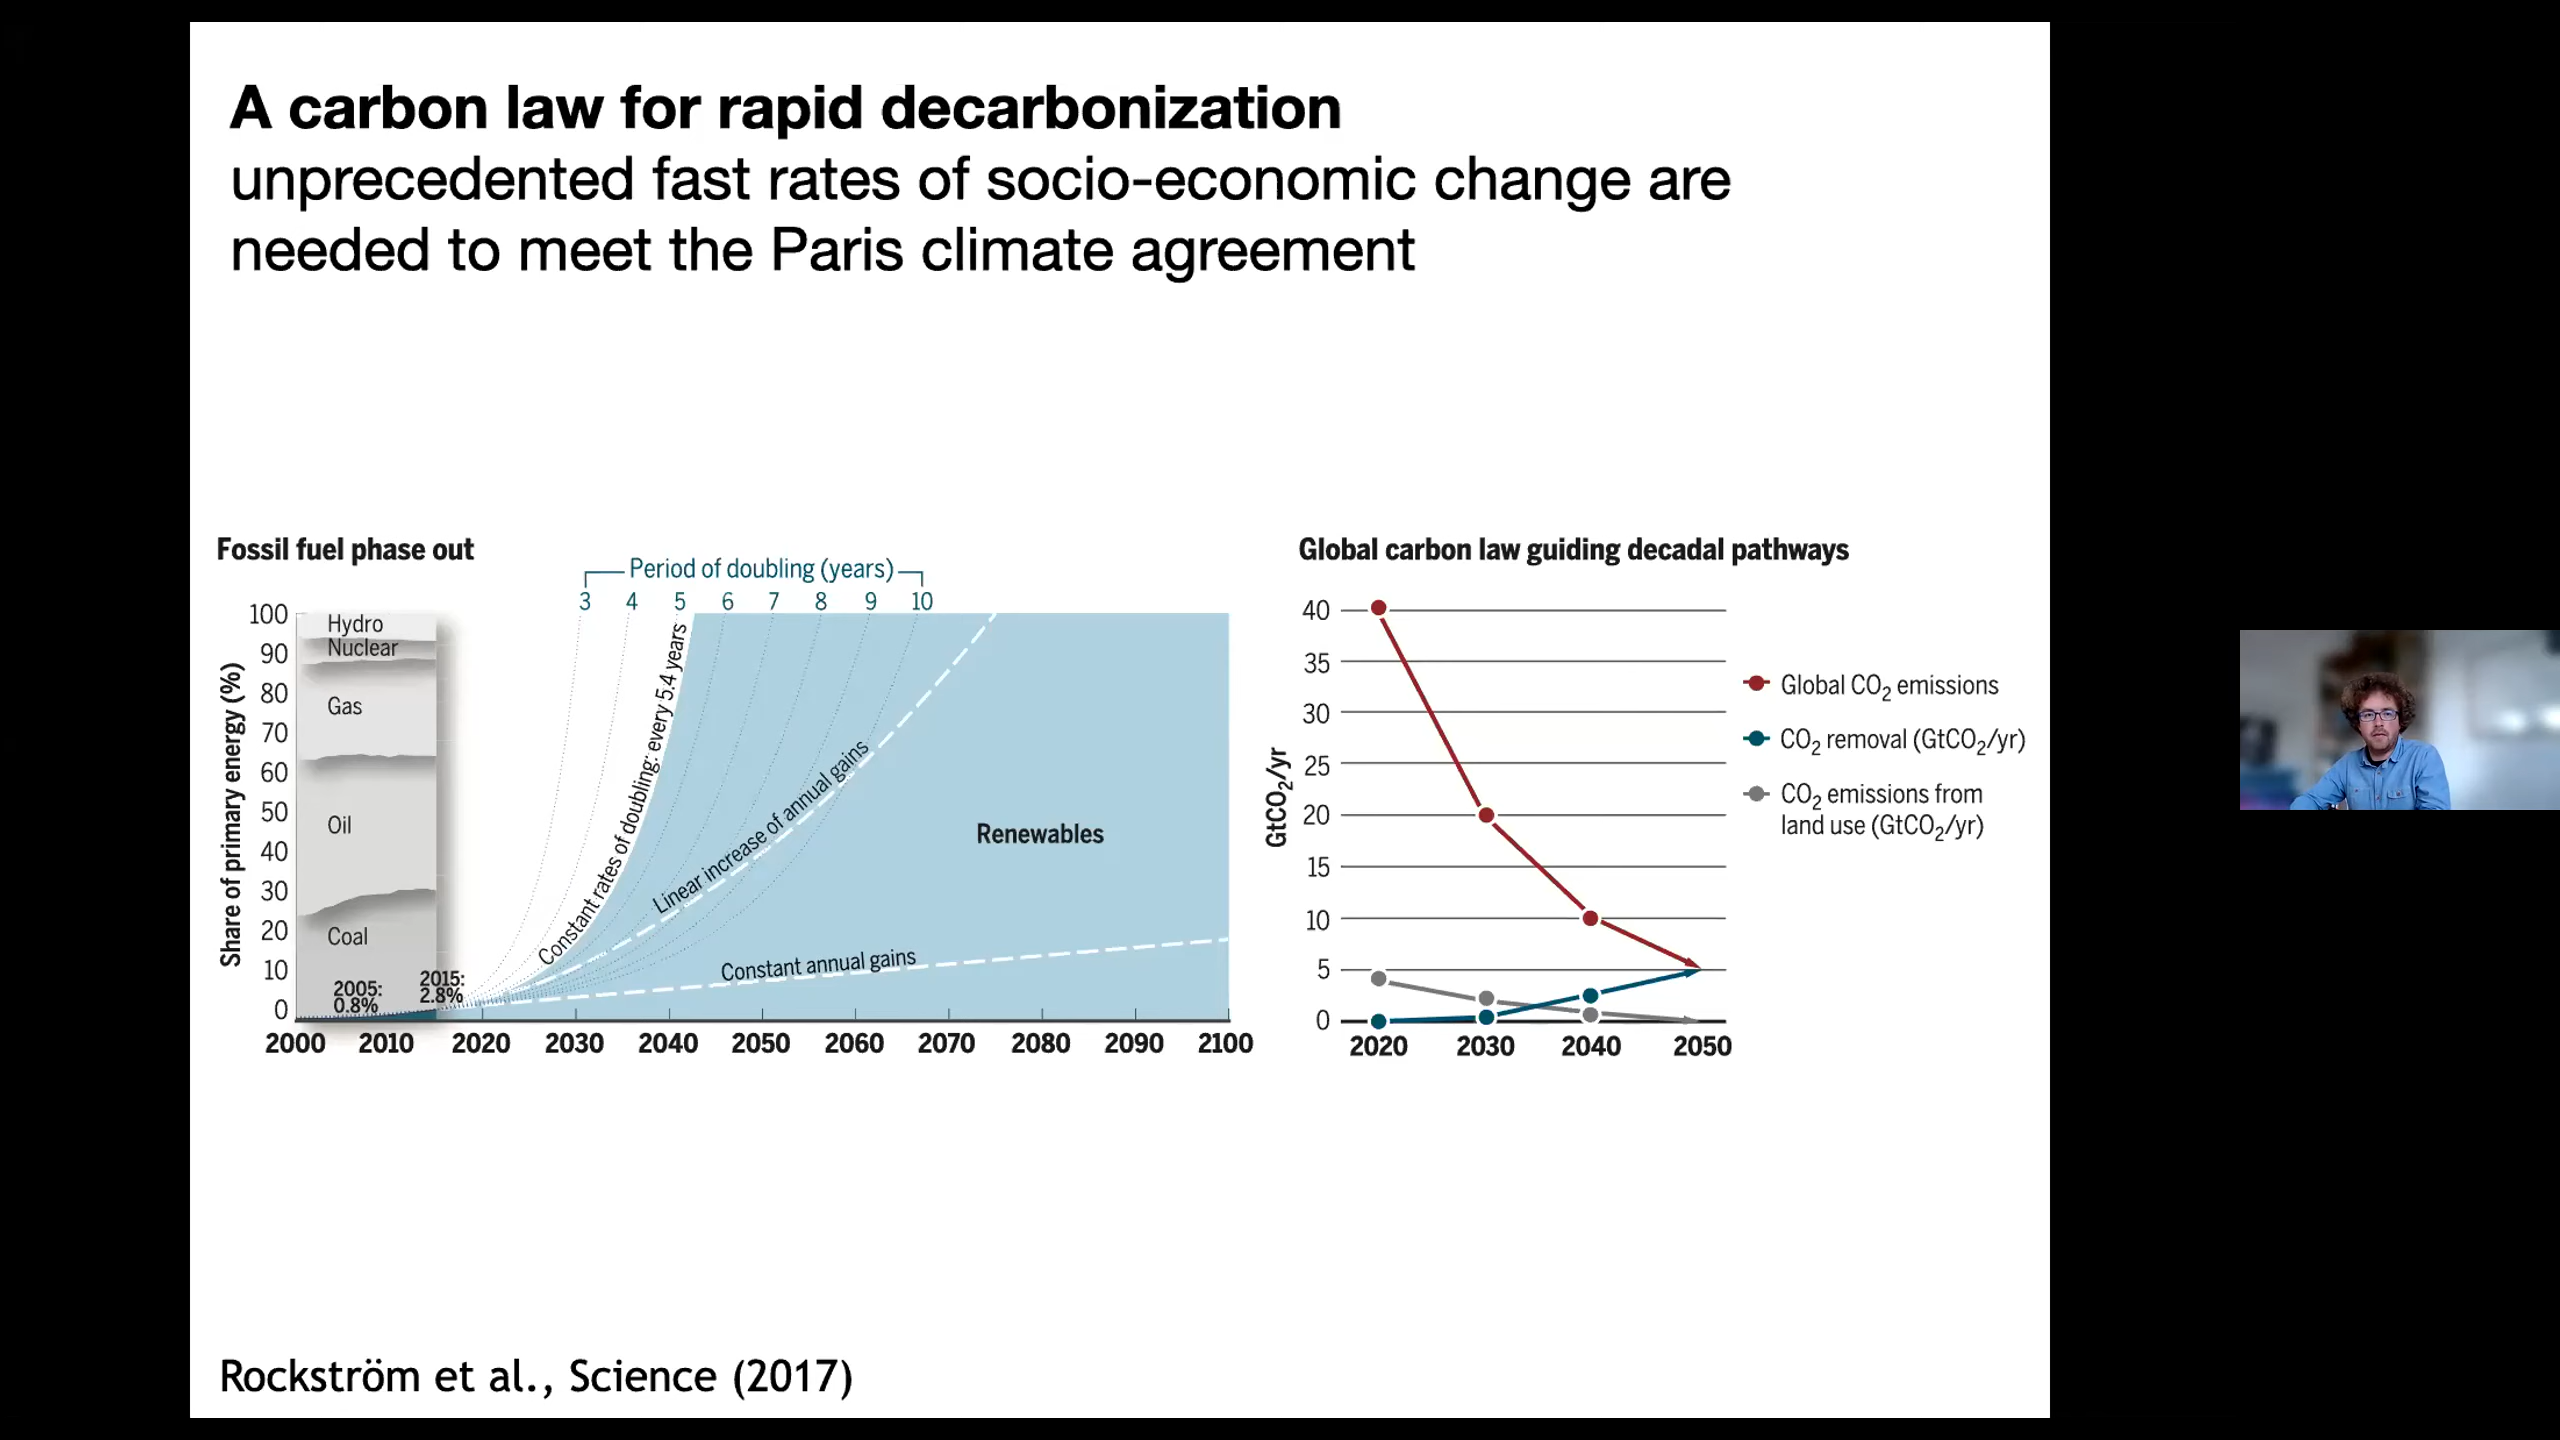 A carbon law for rapid decarbonization
unprecedented fast rates of socio-economic change are
needed to meet the Paris climate agreement
Fossil fuel phase out
Period of doubling (years)
3 4 5 6 7 8 9 10
Share of primary energy (%)
100
90
80
70
60
50
40
30
20
10
0
Hydro
Nuclear
Gas
Oil
Coal
2005:
0.8%
2015:
2.8%
Constant rates of doubling: every 5.4 years
Linear increase of annual gains
Constant annual gains
Renewables
2000 2010 2020 2030 2040 2050 2060 2070 2080 2090 2100
Global carbon law guiding decadal pathways
GtCO₂/yr
40
35
30
25
20
15
10
5
0
2020 2030 2040 2050
Global CO₂ emissions
CO₂ removal (GtCO₂/yr)
CO₂ emissions from
land use (GtCO₂/yr)
Rockström et al., Science (2017)